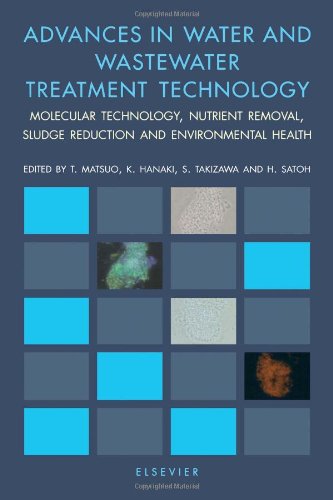 ADVANCES IN WATER AND
WASTEWATER
TREATMENT TECHNOLOGY
MOLECULAR TECHNOLOGY, NUTRIENT REMOVAL,
SLUDGE REDUCTION AND ENVIRONMENTAL HEALTH
EDITED BY T. MATSUO, K. HANAKI, S. TAKIZAWA AND H. SATOH
ELSEVIER